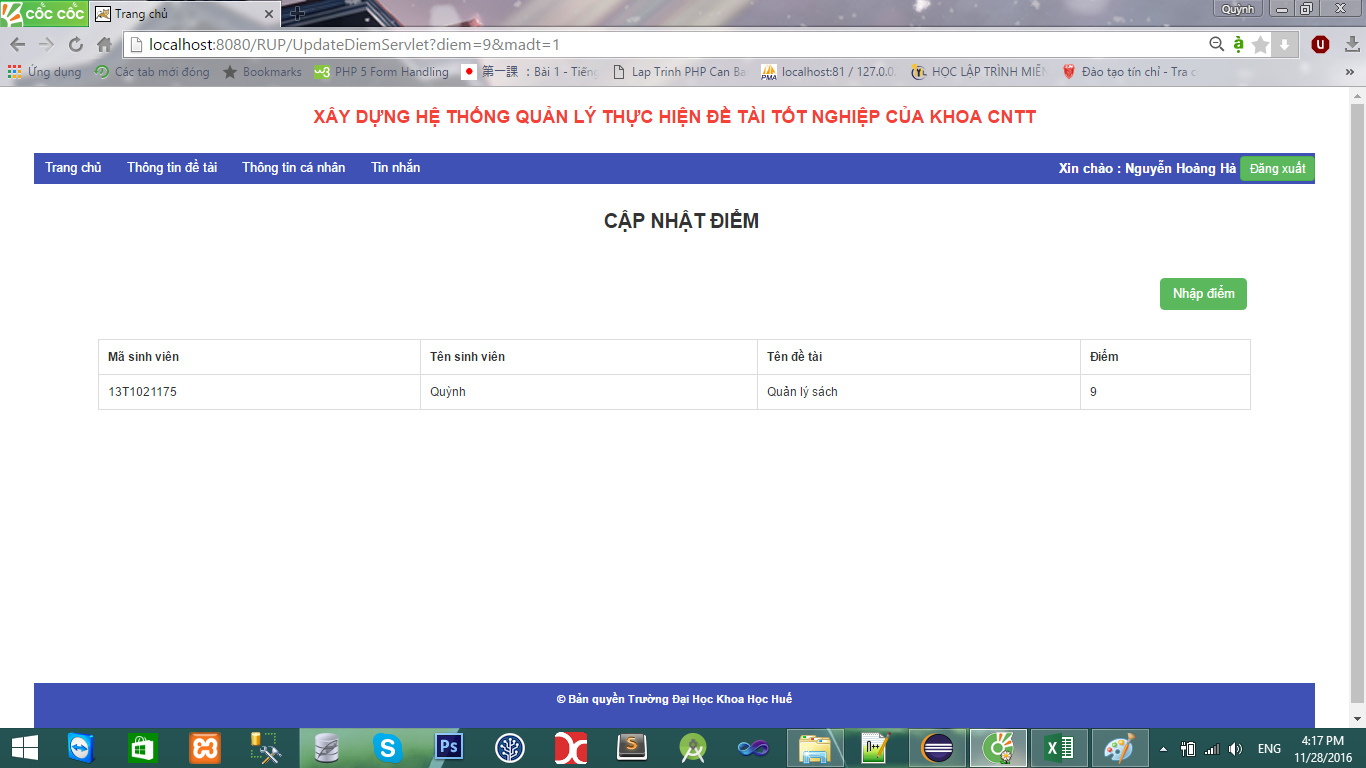 cốc cốc
Trang chủ
Quỳnh
localhost:8080/RUP/UpdateDiemServlet?diem=9&madt=1
Ứng dụng
Các tab mới đóng
Bookmarks
PHP 5 Form Handling
第一課 : Bài 1 - Tiếng
Lap Trinh PHP Can Ba
localhost:81 / 127.0.0.
HỌC LẬP TRÌNH MIỄN
Đào tạo tín chỉ - Tra c
XÂY DỰNG HỆ THỐNG QUẢN LÝ THỰC HIỆN ĐỀ TÀI TỐT NGHIỆP CỦA KHOA CNTT
Trang chủ
Thông tin đề tài
Thông tin cá nhân
Tin nhắn
Xin chào : Nguyễn Hoàng Hà
Đăng xuất
CẬP NHẬT ĐIỂM
Nhập điểm
Mã sinh viên Tên sinh viên Tên đề tài Điểm
13T1021175 Quỳnh Quản lý sách 9
© Bản quyền Trường Đại Học Khoa Học Huế
ENG
4:17 PM
11/28/2016